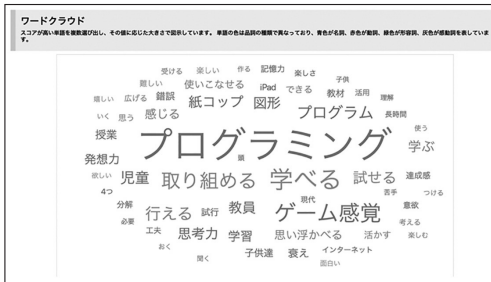 ワードクラウド
スコアが高い単語を複数選び出し、その値に応じた大きさで図示しています。 単語の色は品詞の種類で異なっており、青色が名詞、赤色が動詞、緑色が形容詞、灰色が感動詞を表しています。
受ける 楽しい 作る 記憶力 楽しさ
難しい 使いこなせる iPad できる 子供
嬉しい 広げる 錯誤 紙コップ 図形 教材 活用 理解
いく 思う 感じる プログラム 長時間
授業 プログラミング 使う 学ぶ
発想力 頭
欲しい 児童 取り組める 学べる 試せる 達成感
4つ 苦手 つける
分解 行える 試行 教員 現代 ゲーム感覚 意欲
必要 考える
工夫 思考力 学習 思い浮かべる 活かす 楽しむ
おく 子供達 衰え インターネット
聞く 面白い